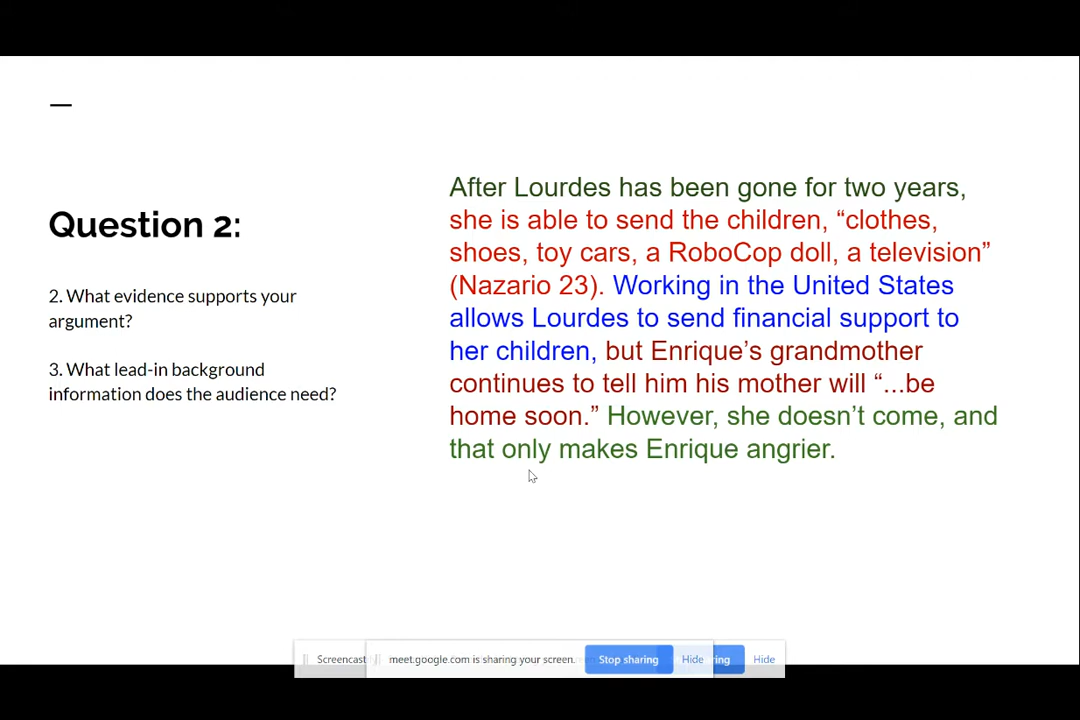 Question 2:
2. What evidence supports your
argument?
3. What lead-in background
information does the audience need?
After Lourdes has been gone for two years,
she is able to send the children, “clothes,
shoes, toy cars, a RoboCop doll, a television”
(Nazario 23). Working in the United States
allows Lourdes to send financial support to
her children, but Enrique’s grandmother
continues to tell him his mother will “...be
home soon.” However, she doesn’t come, and
that only makes Enrique angrier.
Screencast
meet.google.com is sharing your screen.
Stop sharing
Hide
Hide